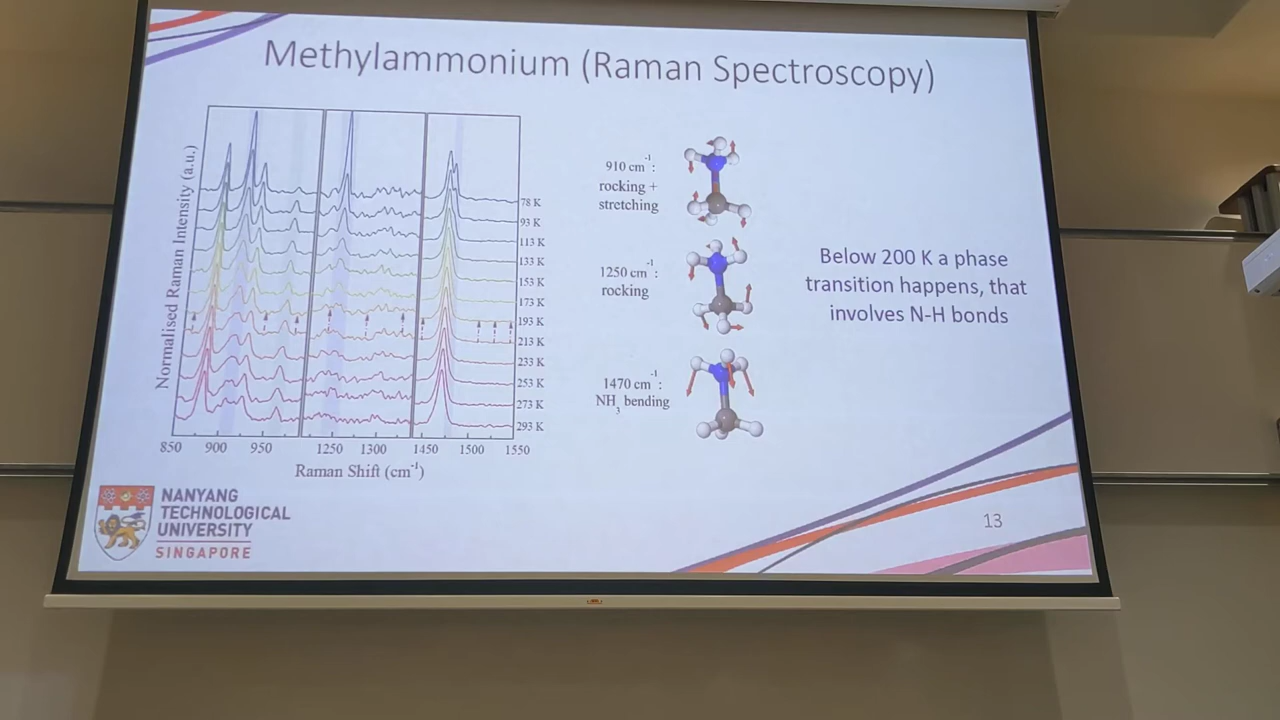 Methylammonium (Raman Spectroscopy)
Normalised Raman Intensity (a.u.)
78 K
93 K
113 K
133 K
153 K
173 K
193 K
213 K
233 K
253 K
273 K
293 K
850 900 950 1250 1300 1450 1500 1550
Raman Shift (cm⁻¹)
910 cm⁻¹:
rocking +
stretching
1250 cm⁻¹:
rocking
1470 cm⁻¹:
NH₃ bending
Below 200 K a phase
transition happens, that
involves N-H bonds
NANYANG
TECHNOLOGICAL
UNIVERSITY
SINGAPORE
13